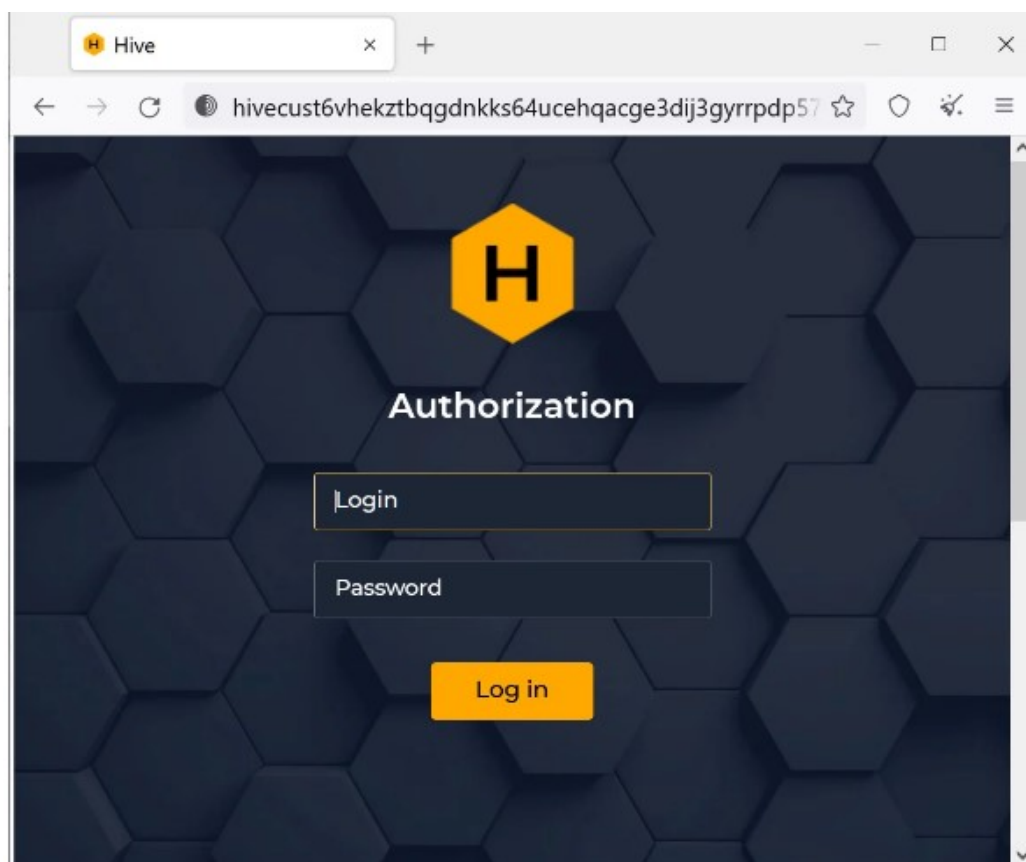 H Hive
hivecust6vhekztbqgdnkks64ucehqacge3dij3gyrrpdp57
H
Authorization
Login
Password
Log in